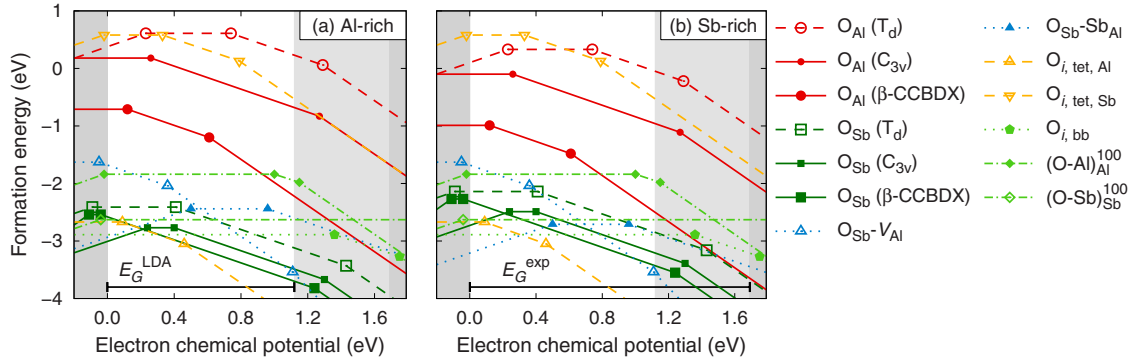 (a) Al-rich
(b) Sb-rich
Formation energy (eV)
1
0
−1
−2
−3
−4
E_G^LDA
E_G^exp
0.0 0.4 0.8 1.2 1.6
0.0 0.4 0.8 1.2 1.6
Electron chemical potential (eV)
Electron chemical potential (eV)
O_Al (T_d)
O_Al (C_3v)
O_Al (β-CCBDX)
O_Sb (T_d)
O_Sb (C_3v)
O_Sb (β-CCBDX)
O_Sb-V_Al
O_Sb-Sb_Al
O_i, tet, Al
O_i, tet, Sb
O_i, bb
(O-Al)_Al^100
(O-Sb)_Sb^100